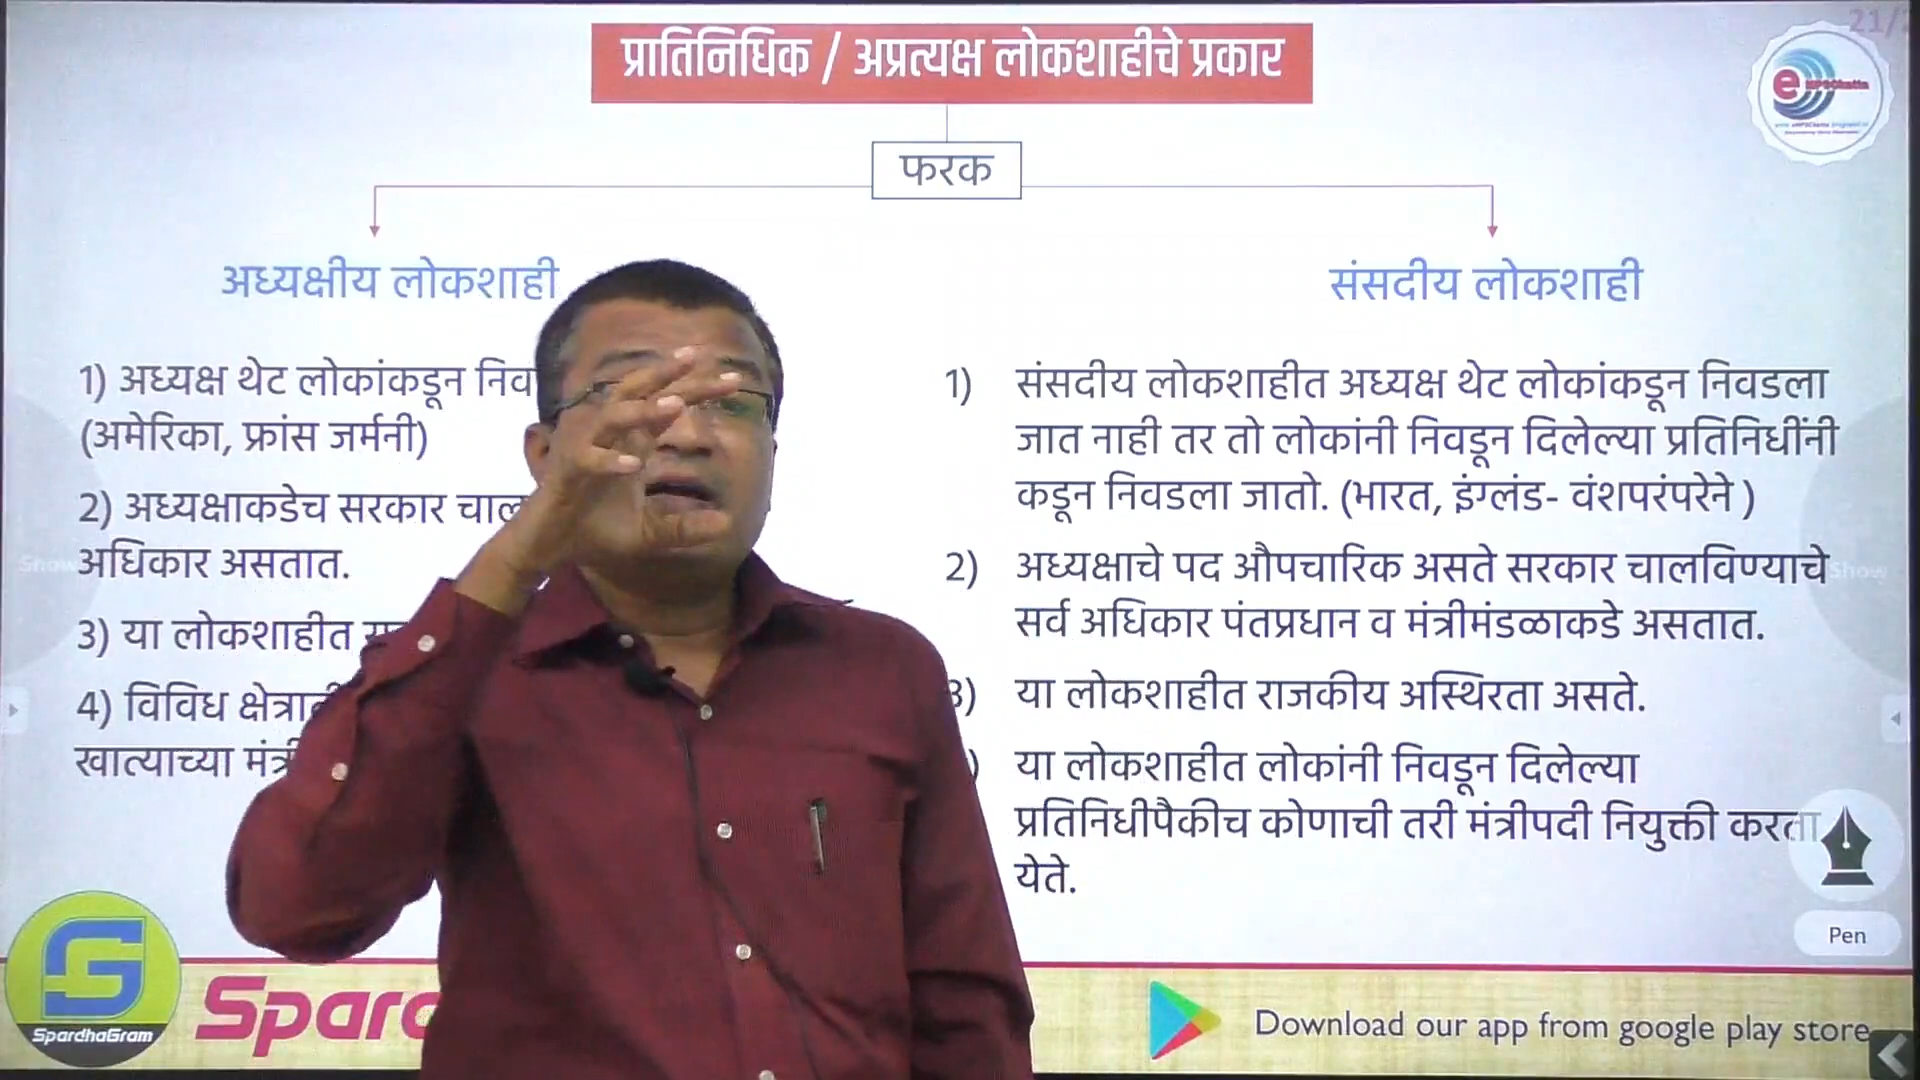 प्रातिनिधिक / अप्रत्यक्ष लोकशाहीचे प्रकार
फरक
अध्यक्षीय लोकशाही
1) अध्यक्ष थेट लोकांकडून
(अमेरिका, फ्रांस जर्मनी)
2) अध्यक्षाकडेच सरकार
अधिकार असतात.
3) या लोकशाहीत
4) विविध
खात्याच्या
संसदीय लोकशाही
1) संसदीय लोकशाहीत अध्यक्ष थेट लोकांकडून निवडला
जात नाही तर तो लोकांनी निवडून दिलेल्या प्रतिनिधींनी
कडून निवडला जातो. (भारत, इंग्लंड- वंशपरंपरेने )
2) अध्यक्षाचे पद औपचारिक असते सरकार चालविण्याचे
सर्व अधिकार पंतप्रधान व मंत्रीमंडळाकडे असतात.
3) या लोकशाहीत राजकीय अस्थिरता असते.
या लोकशाहीत लोकांनी निवडून दिलेल्या
प्रतिनिधीपैकीच कोणाची तरी मंत्रीपदी नियुक्ती करता
येते.
Show
Show
Pen
SpardhaGram
Download our app from google play store